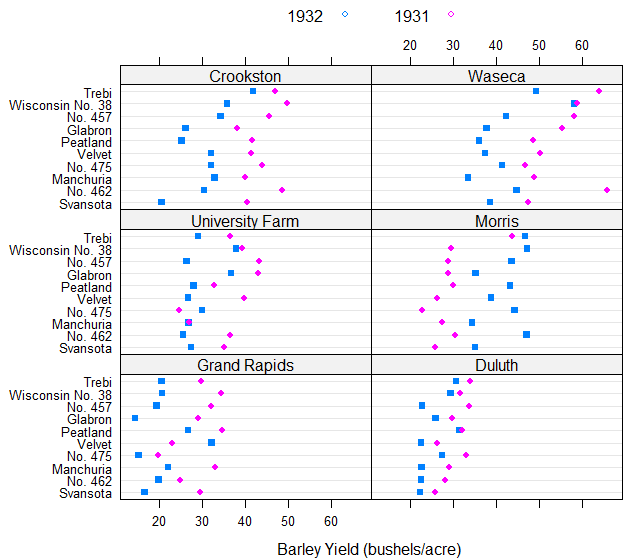 1932 1931
20 30 40 50 60
Crookston Waseca
Trebi
Wisconsin No. 38
No. 457
Glabron
Peatland
Velvet
No. 475
Manchuria
No. 462
Svansota
University Farm Morris
Trebi
Wisconsin No. 38
No. 457
Glabron
Peatland
Velvet
No. 475
Manchuria
No. 462
Svansota
Grand Rapids Duluth
Trebi
Wisconsin No. 38
No. 457
Glabron
Peatland
Velvet
No. 475
Manchuria
No. 462
Svansota
20 30 40 50 60
Barley Yield (bushels/acre)